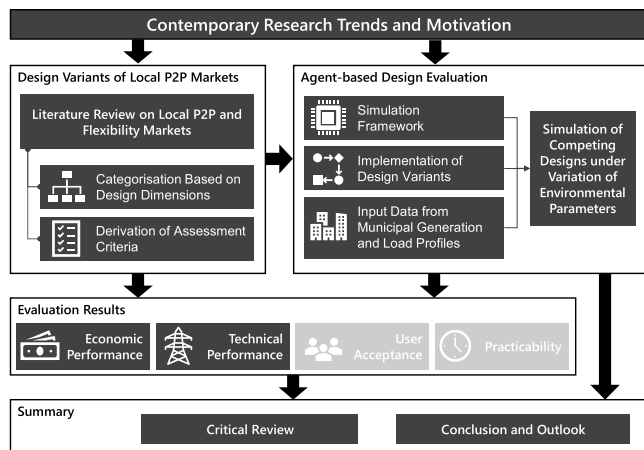 Contemporary Research Trends and Motivation
Design Variants of Local P2P Markets
Literature Review on Local P2P and
Flexibility Markets
Categorisation Based on
Design Dimensions
Derivation of Assessment
Criteria
Agent-based Design Evaluation
Simulation
Framework
Implementation of
Design Variants
Input Data from
Municipal Generation
and Load Profiles
Simulation of
Competing
Designs under
Variation of
Environmental
Parameters
Evaluation Results
Economic
Performance
Technical
Performance
User
Acceptance
Practicability
Summary
Critical Review
Conclusion and Outlook